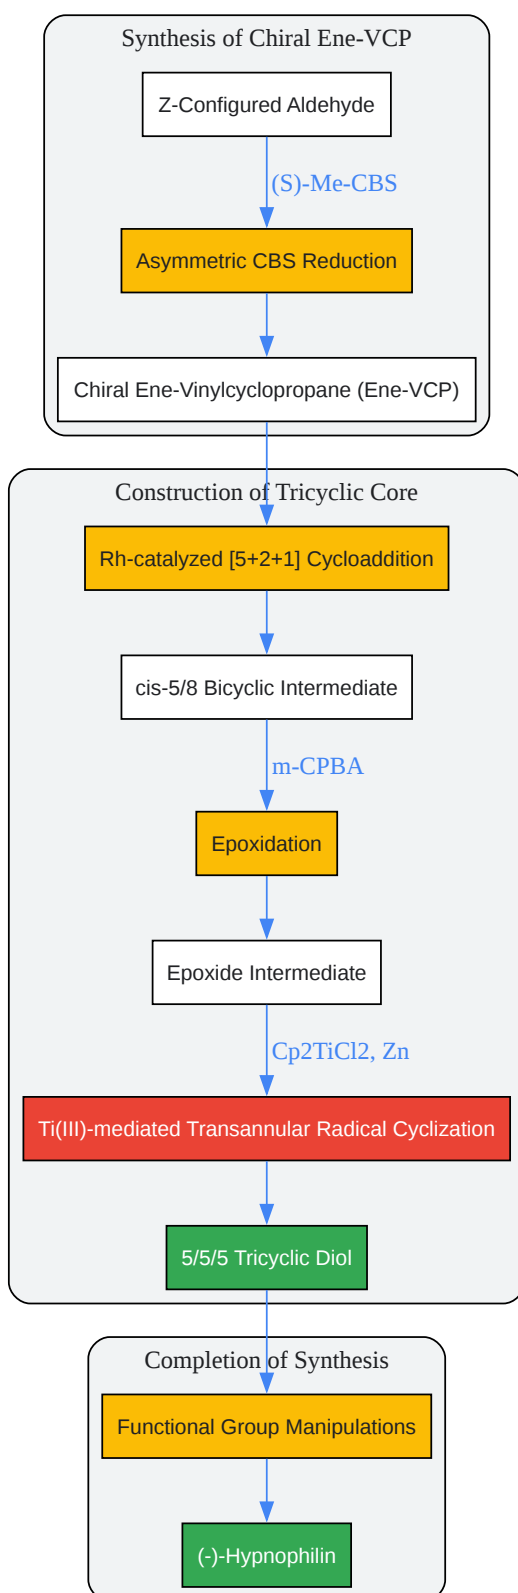 Synthesis of Chiral Ene-VCP
Z-Configured Aldehyde
(S)-Me-CBS
Asymmetric CBS Reduction
Chiral Ene-Vinylcyclopropane (Ene-VCP)
Construction of Tricyclic Core
Rh-catalyzed [5+2+1] Cycloaddition
cis-5/8 Bicyclic Intermediate
m-CPBA
Epoxidation
Epoxide Intermediate
Cp2TiCl2, Zn
Ti(III)-mediated Transannular Radical Cyclization
5/5/5 Tricyclic Diol
Completion of Synthesis
Functional Group Manipulations
(-)-Hypnophilin